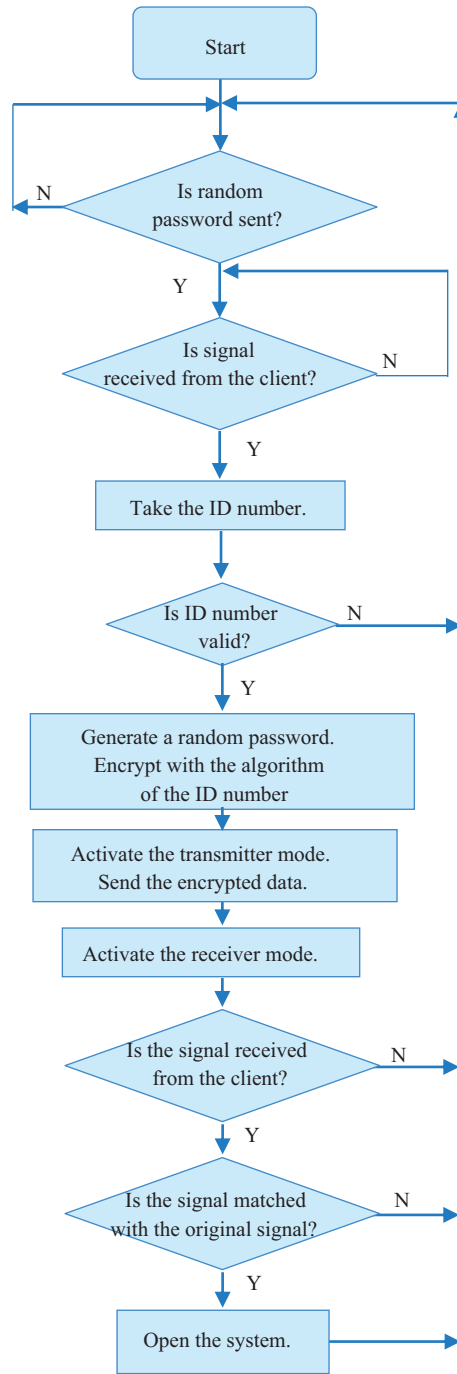 Start
Is random
password sent?
N
Y
Is signal
received from the client?
N
Y
Take the ID number.
Is ID number
valid?
N
Y
Generate a random password.
Encrypt with the algorithm
of the ID number
Activate the transmitter mode.
Send the encrypted data.
Activate the receiver mode.
Is the signal received
from the client?
N
Y
Is the signal matched
with the original signal?
N
Y
Open the system.